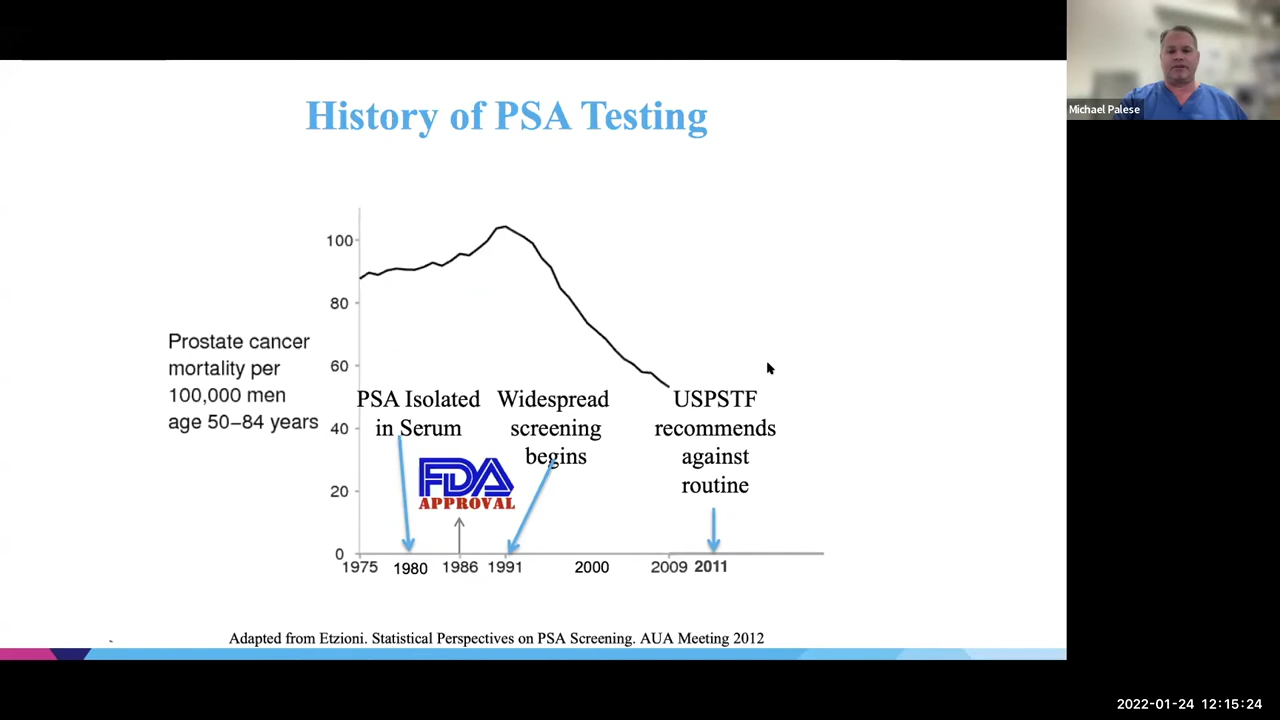 History of PSA Testing
Michael Palese
100
80
60
40
20
0
Prostate cancer
mortality per
100,000 men
age 50–84 years
PSA Isolated
in Serum
FDA
APPROVAL
Widespread
screening
begins
USPSTF
recommends
against
routine
1975 1980 1986 1991 2000 2009 2011
Adapted from Etzioni. Statistical Perspectives on PSA Screening. AUA Meeting 2012
2022-01-24 12:15:24